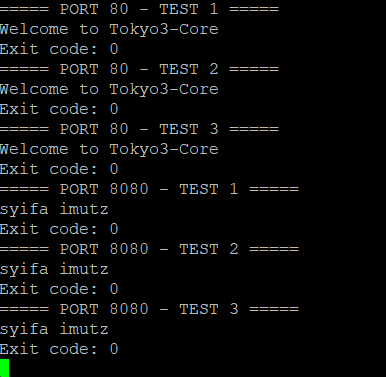 ===== PORT 80 - TEST 1 =====
Welcome to Tokyo3-Core
Exit code: 0
===== PORT 80 - TEST 2 =====
Welcome to Tokyo3-Core
Exit code: 0
===== PORT 80 - TEST 3 =====
Welcome to Tokyo3-Core
Exit code: 0
===== PORT 8080 - TEST 1 =====
syifa imutz
Exit code: 0
===== PORT 8080 - TEST 2 =====
syifa imutz
Exit code: 0
===== PORT 8080 - TEST 3 =====
syifa imutz
Exit code: 0